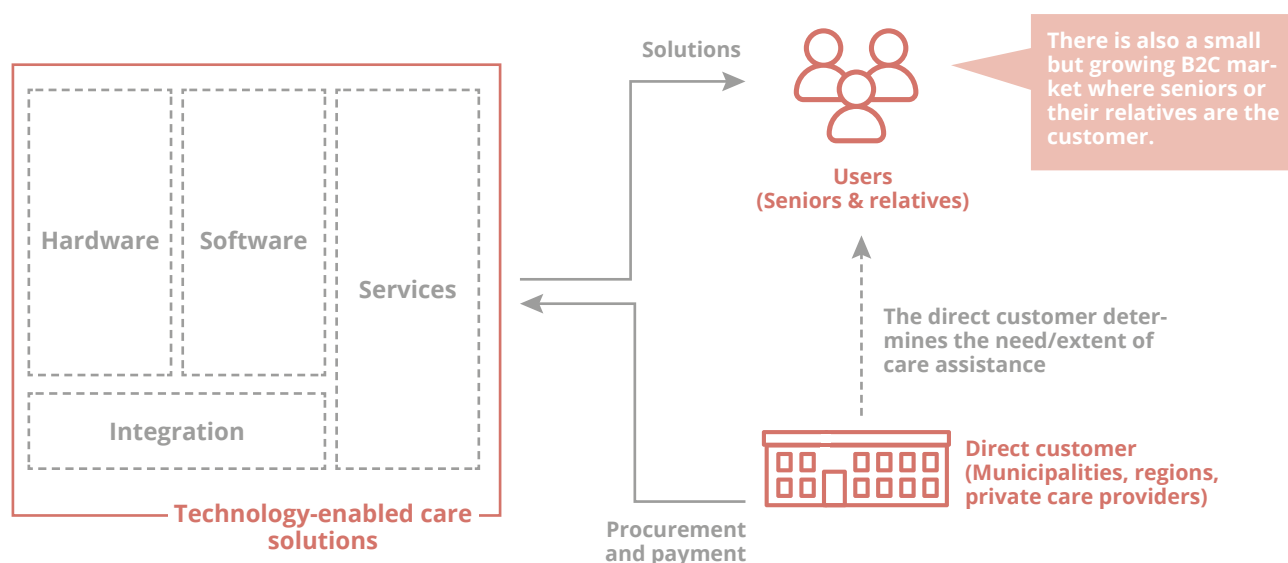 Solutions
There is also a small
but growing B2C mar-
ket where seniors or
their relatives are the
customer.
Users
(Seniors & relatives)
Hardware
Software
Services
Integration
Technology-enabled care
solutions
The direct customer deter-
mines the need/extent of
care assistance
Direct customer
(Municipalities, regions,
private care providers)
Procurement
and payment